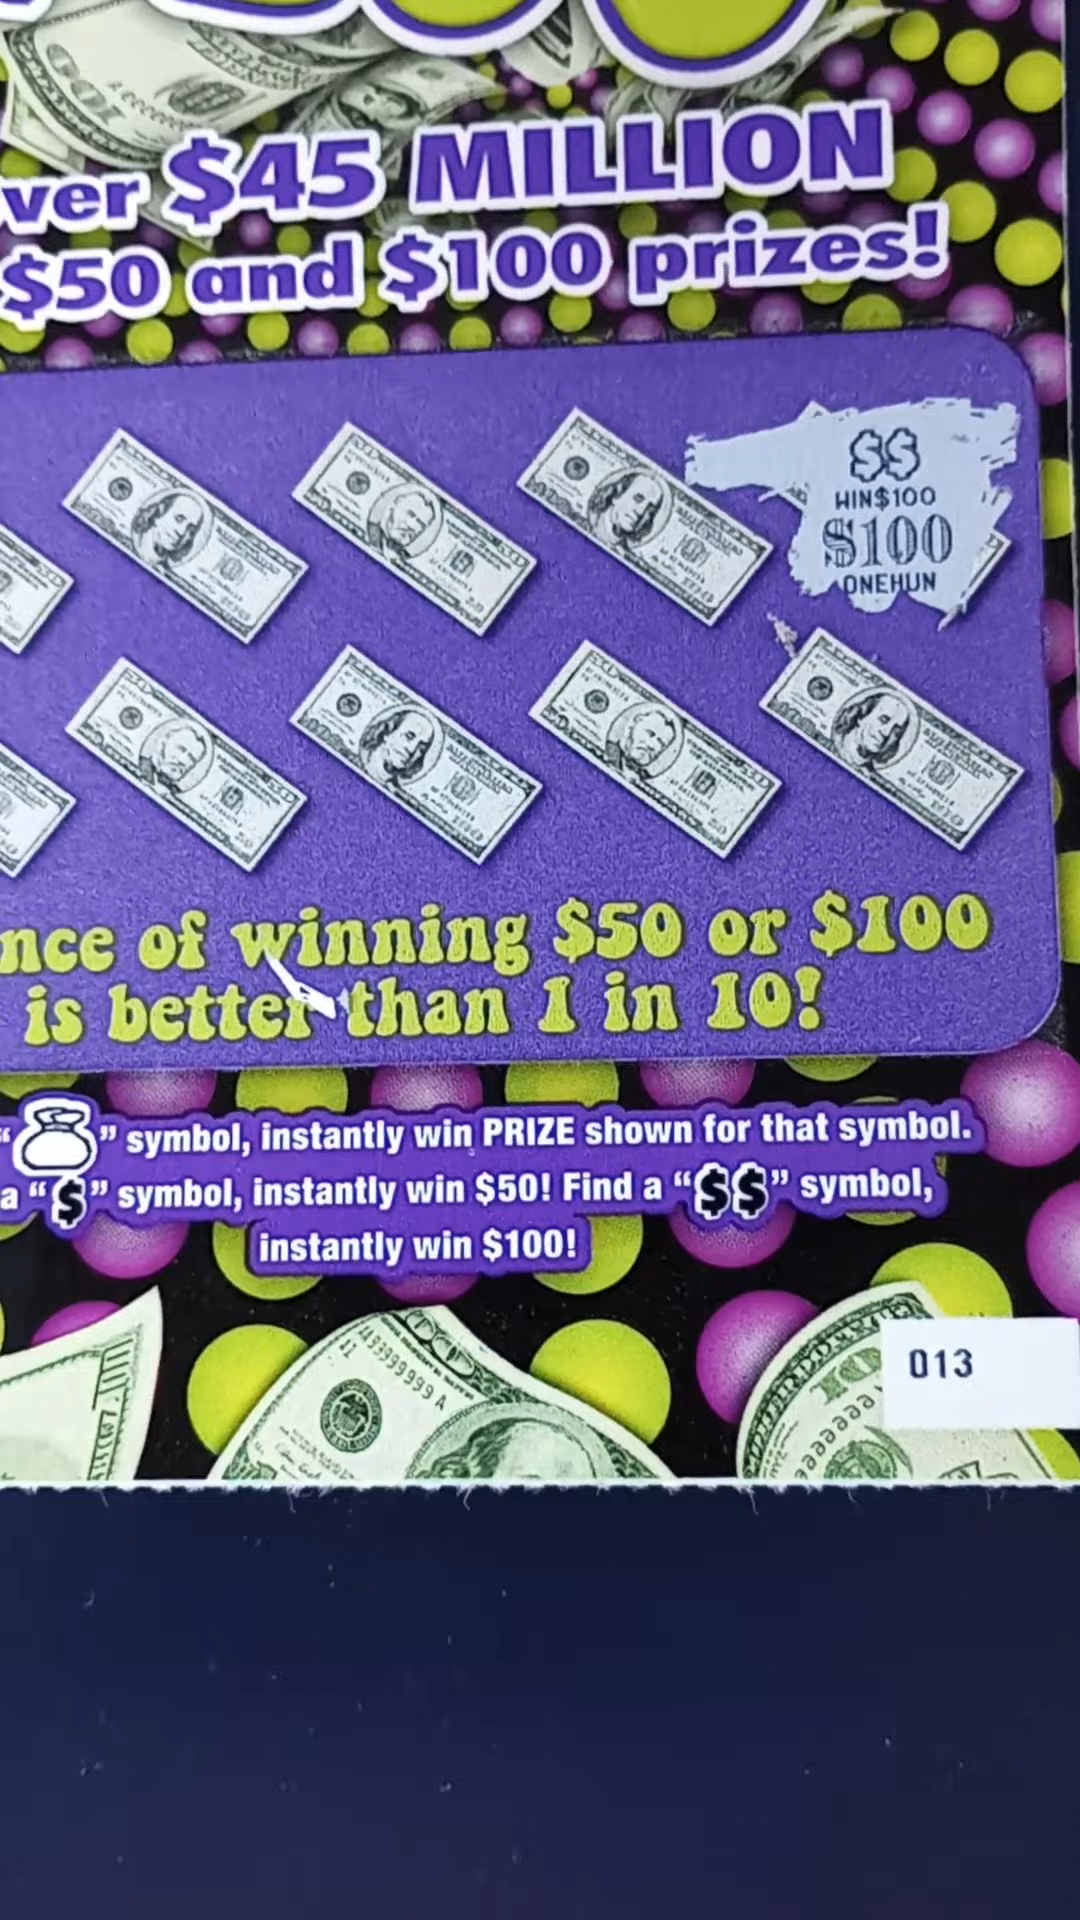 ver $45 MILLION
$50 and $100 prizes!
$$
WIN$100
$100
ONEHUN
nce of winning $50 or $100
is better than 1 in 10!
“ ” symbol, instantly win PRIZE shown for that symbol.
a “$” symbol, instantly win $50! Find a “$$” symbol,
instantly win $100!
013